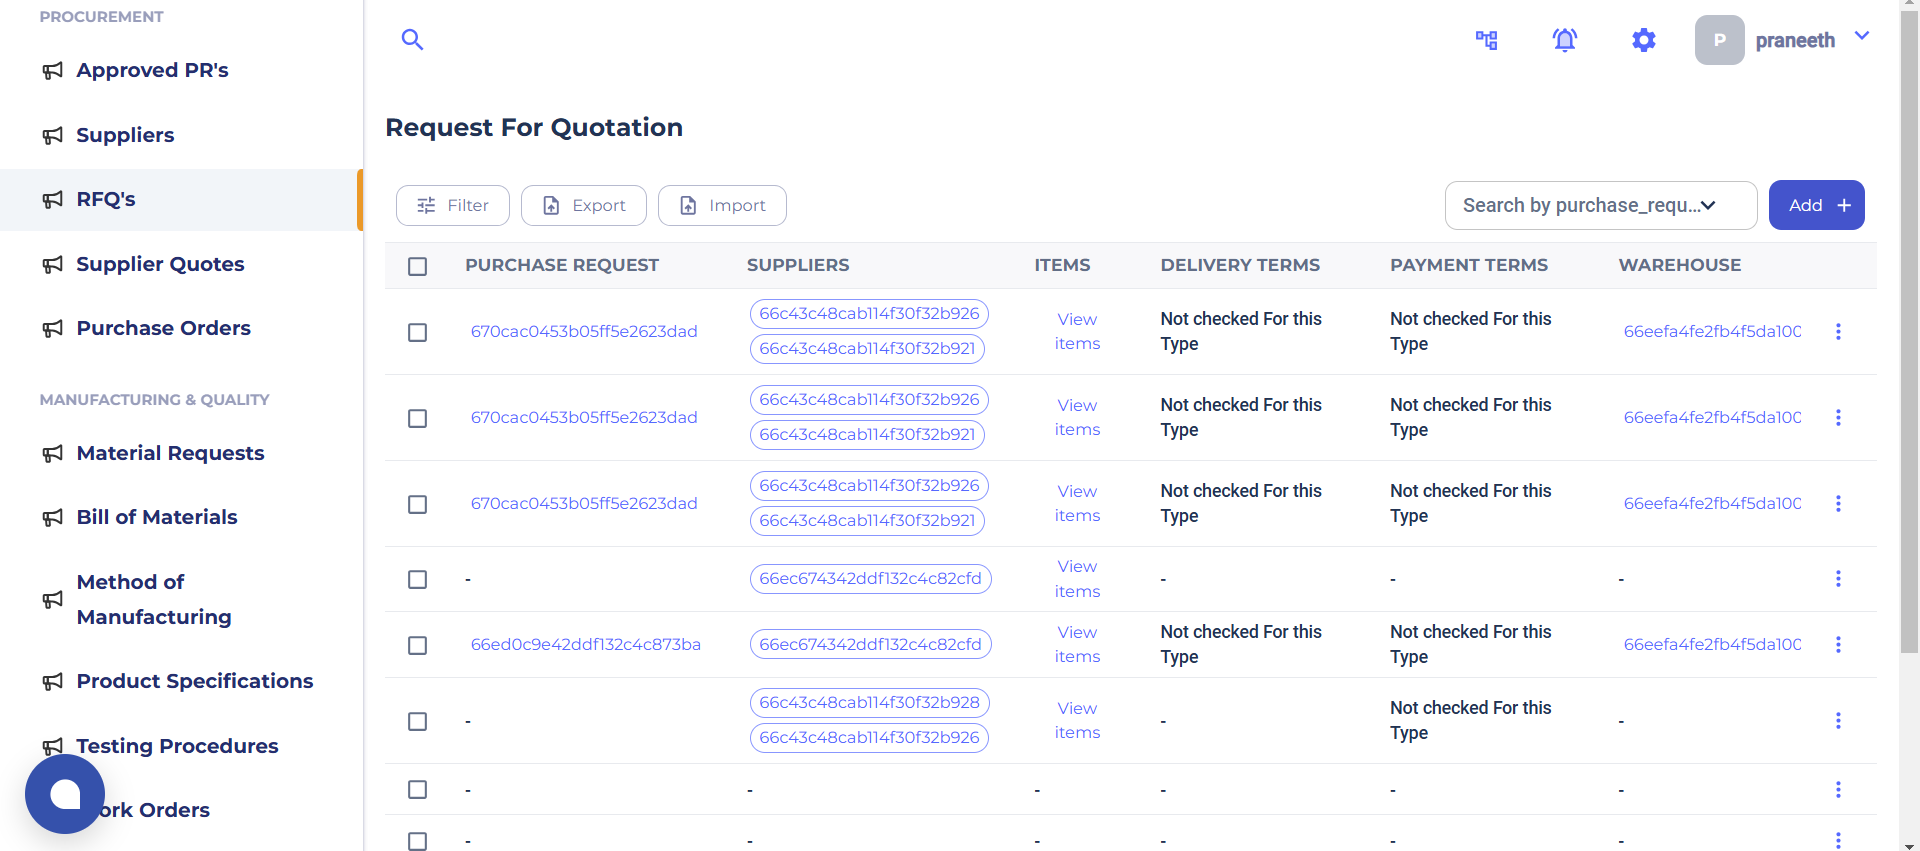 PROCUREMENT
Approved PR's
Suppliers
RFQ's
Supplier Quotes
Purchase Orders
MANUFACTURING & QUALITY
Material Requests
Bill of Materials
Method of
Manufacturing
Product Specifications
Testing Procedures
ork Orders
P praneeth
Request For Quotation
Filter Export Import Search by purchase_requ... Add +
PURCHASE REQUEST SUPPLIERS ITEMS DELIVERY TERMS PAYMENT TERMS WAREHOUSE
670cac0453b05ff5e2623dad 66c43c48cab114f30f32b926 66c43c48cab114f30f32b921 View items Not checked For this Type Not checked For this Type 66eefa4fe2fb4f5da100
670cac0453b05ff5e2623dad 66c43c48cab114f30f32b926 66c43c48cab114f30f32b921 View items Not checked For this Type Not checked For this Type 66eefa4fe2fb4f5da100
670cac0453b05ff5e2623dad 66c43c48cab114f30f32b926 66c43c48cab114f30f32b921 View items Not checked For this Type Not checked For this Type 66eefa4fe2fb4f5da100
- 66ec674342ddf132c4c82cfd View items - - -
66ed0c9e42ddf132c4c873ba 66ec674342ddf132c4c82cfd View items Not checked For this Type Not checked For this Type 66eefa4fe2fb4f5da100
- 66c43c48cab114f30f32b928 66c43c48cab114f30f32b926 View items - Not checked For this Type -
- - - - - -
- - - - - -